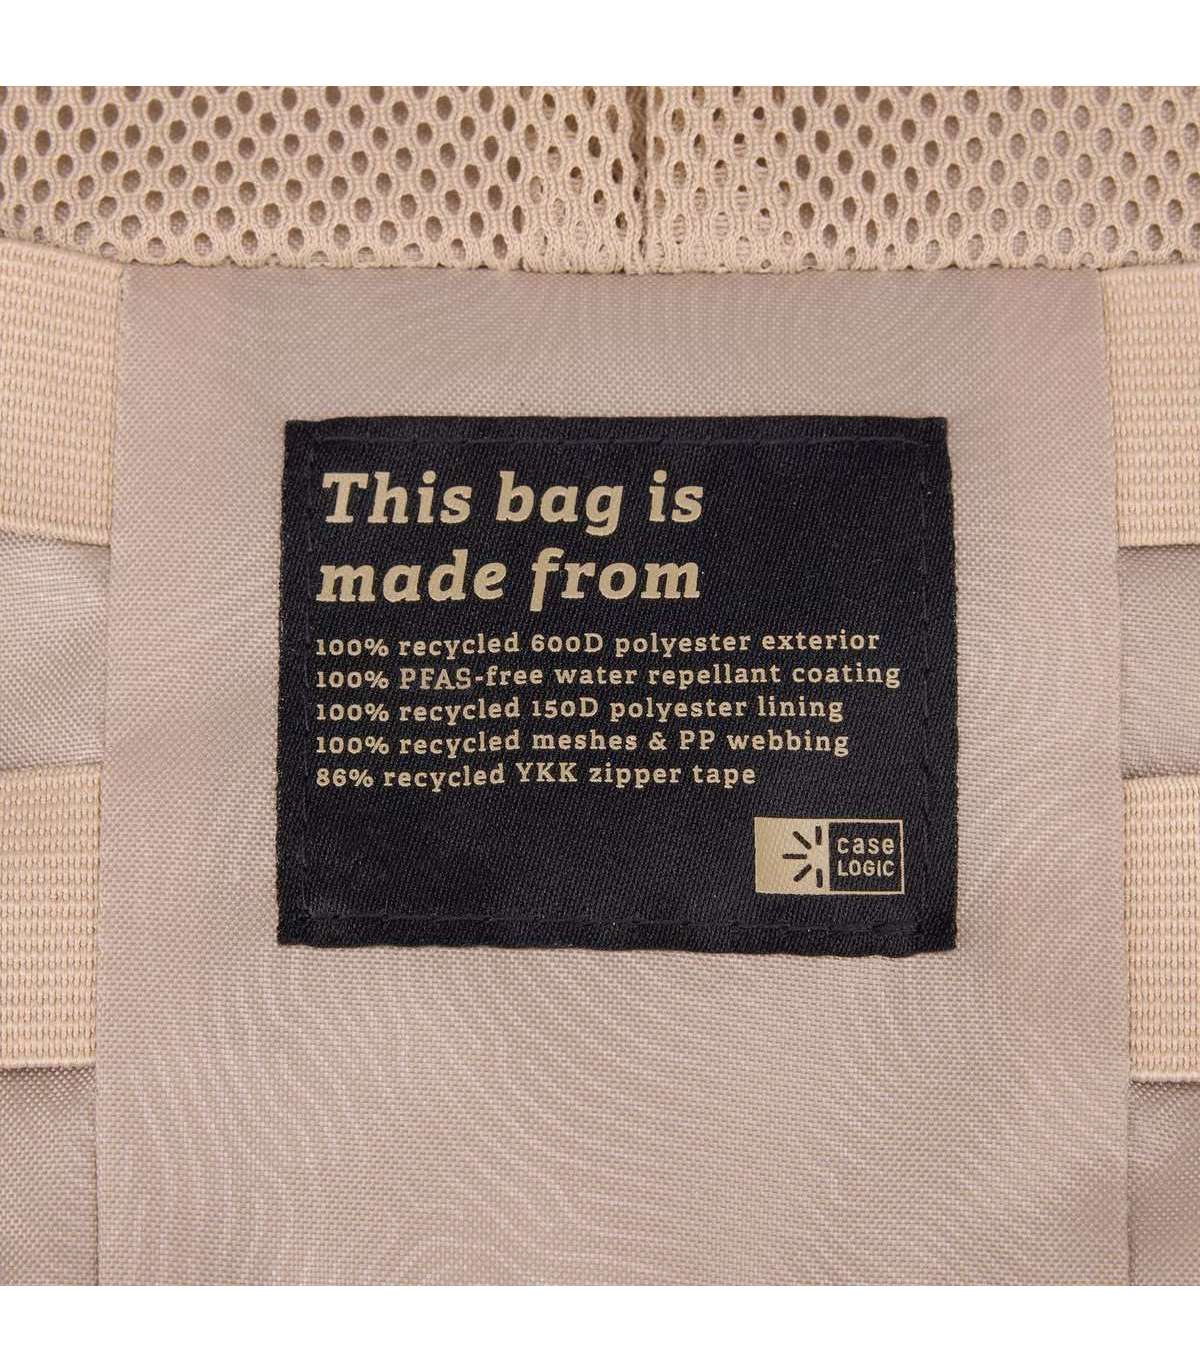 This bag is
made from
100% recycled 600D polyester exterior
100% PFAS-free water repellant coating
100% recycled 150D polyester lining
100% recycled meshes & PP webbing
86% recycled YKK zipper tape
case
LOGIC